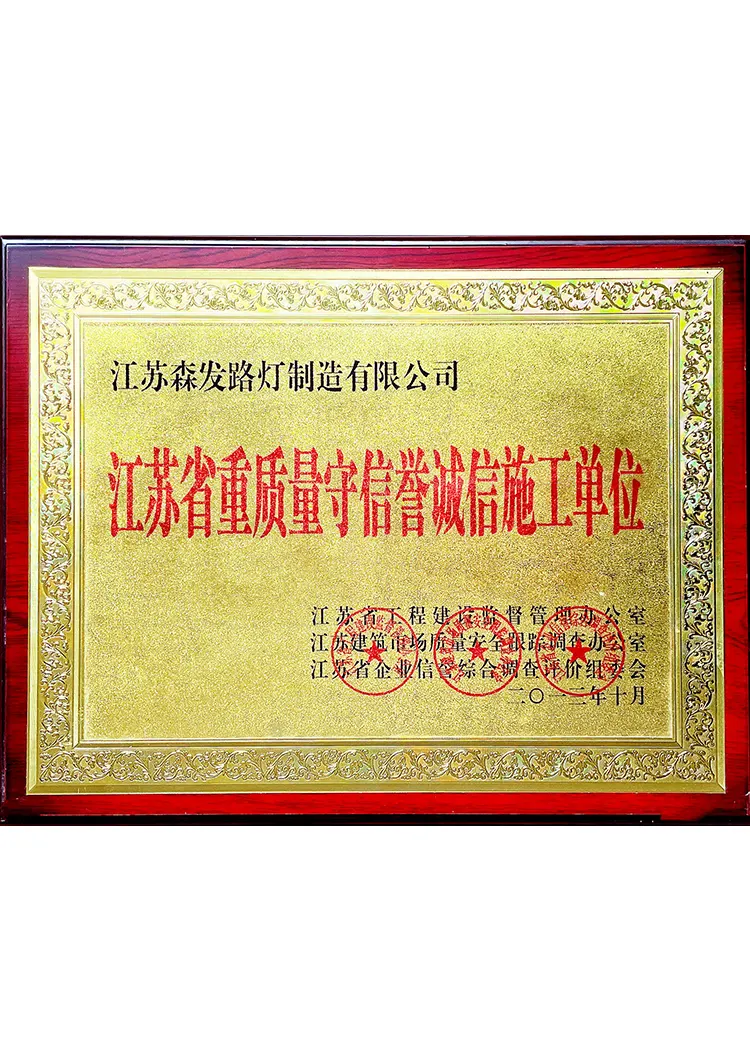 江苏森发路灯制造有限公司
江苏省重质量守信誉诚信施工单位
江苏省工程建设监督管理办公室
江苏建筑市场质量安全跟踪调查办公室
江苏省企业信誉综合调查评价组委会
二〇一二年十月